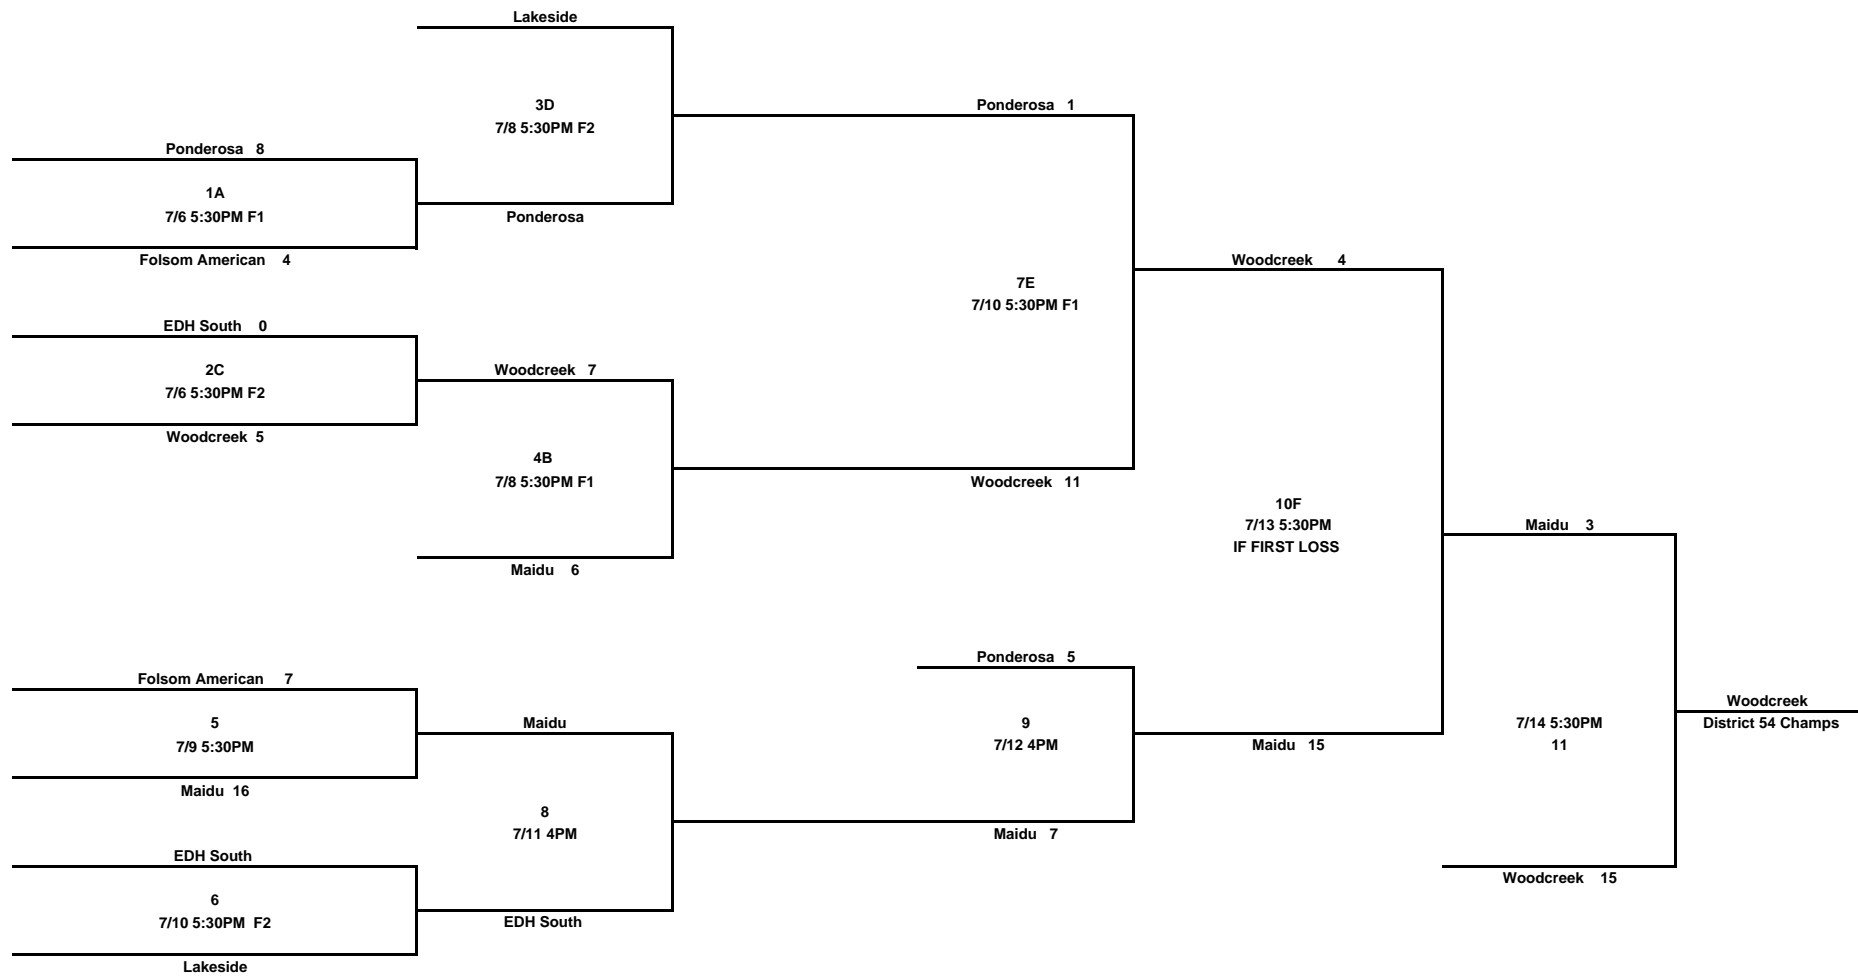 Lakeside
3D
7/8 5:30PM F2
Ponderosa 1
Ponderosa 8
1A
7/6 5:30PM F1
Ponderosa
Folsom American 4
Woodcreek 4
7E
7/10 5:30PM F1
EDH South 0
2C
7/6 5:30PM F2
Woodcreek 7
Woodcreek 5
4B
7/8 5:30PM F1
Woodcreek 11
10F
7/13 5:30PM
IF FIRST LOSS
Maidu 3
Maidu 6
Ponderosa 5
Folsom American 7
5
7/9 5:30PM
Maidu
9
7/12 4PM
Maidu 15
7/14 5:30PM
11
Woodcreek
District 54 Champs
Maidu 16
8
7/11 4PM
Maidu 7
EDH South
6
7/10 5:30PM F2
EDH South
Woodcreek 15
Lakeside